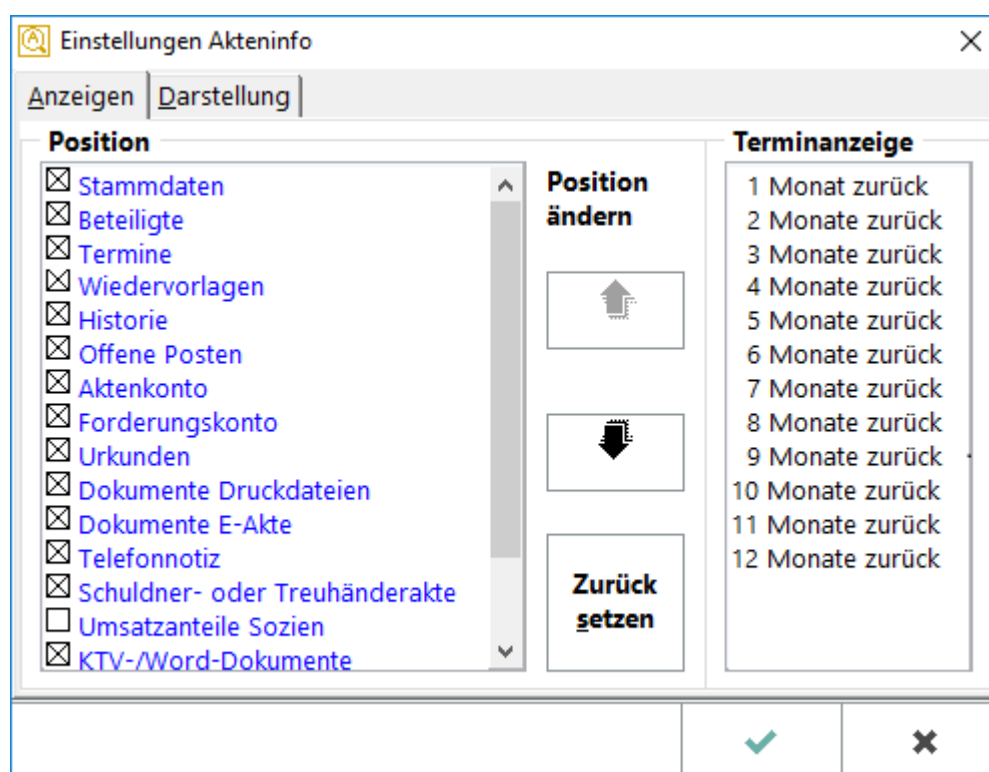 Einstellungen Akteninfo
Anzeigen Darstellung
Position
Stammdaten
Beteiligte
Termine
Wiedervorlagen
Historie
Offene Posten
Aktenkonto
Forderungskonto
Urkunden
Dokumente Druckdateien
Dokumente E-Akte
Telefonnotiz
Schuldner- oder Treuhänderakte
Umsatzanteile Sozien
KTV-/Word-Dokumente
Position
ändern
Zurück
setzen
Terminanzeige
1 Monat zurück
2 Monate zurück
3 Monate zurück
4 Monate zurück
5 Monate zurück
6 Monate zurück
7 Monate zurück
8 Monate zurück
9 Monate zurück
10 Monate zurück
11 Monate zurück
12 Monate zurück